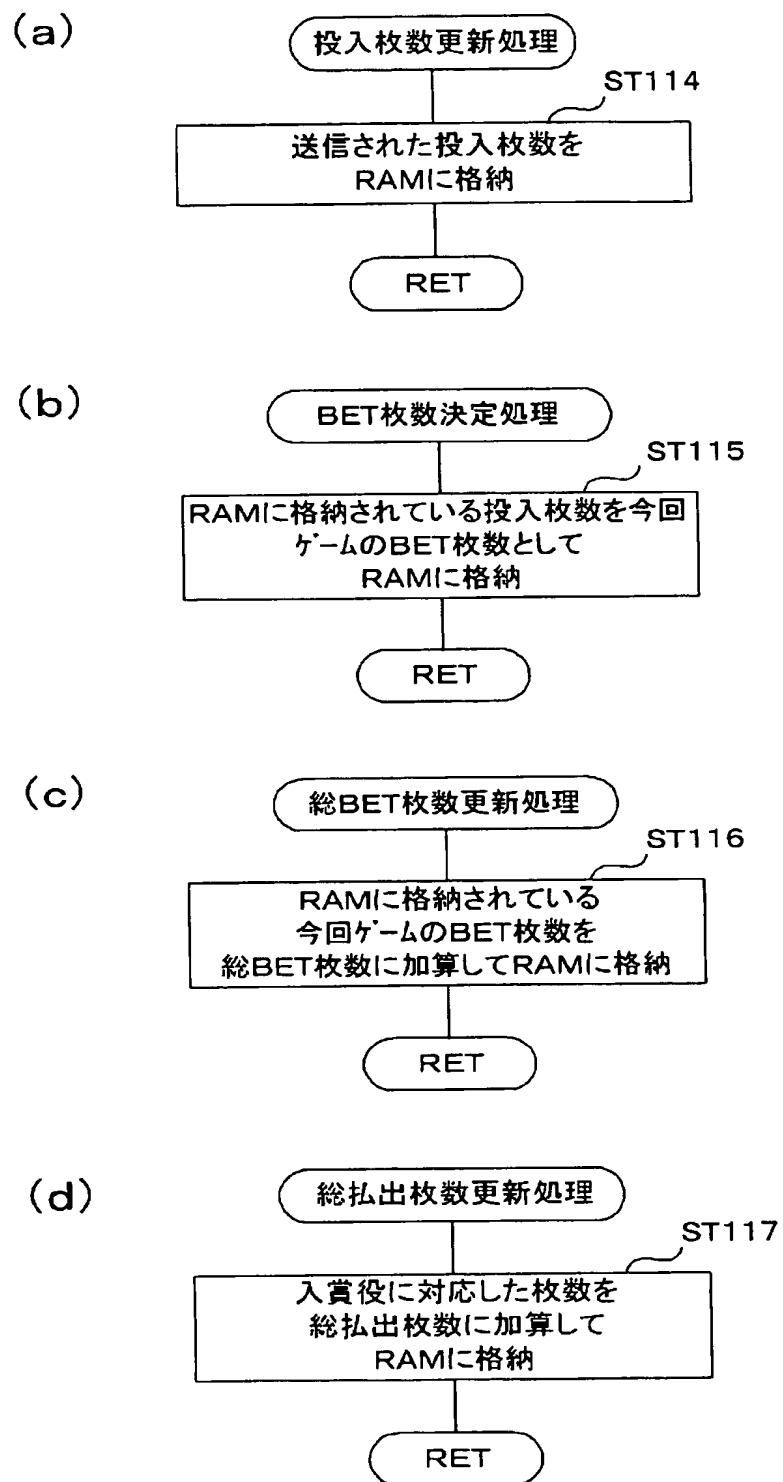 (a)
投入枚数更新処理
ST114
送信された投入枚数を
RAMに格納
RET
(b)
BET枚数決定処理
ST115
RAMに格納されている投入枚数を今回
ｹﾞｰﾑのBET枚数として
RAMに格納
RET
(c)
総BET枚数更新処理
ST116
RAMに格納されている
今回ｹﾞｰﾑのBET枚数を
総BET枚数に加算してRAMに格納
RET
(d)
総払出枚数更新処理
ST117
入賞役に対応した枚数を
総払出枚数に加算して
RAMに格納
RET